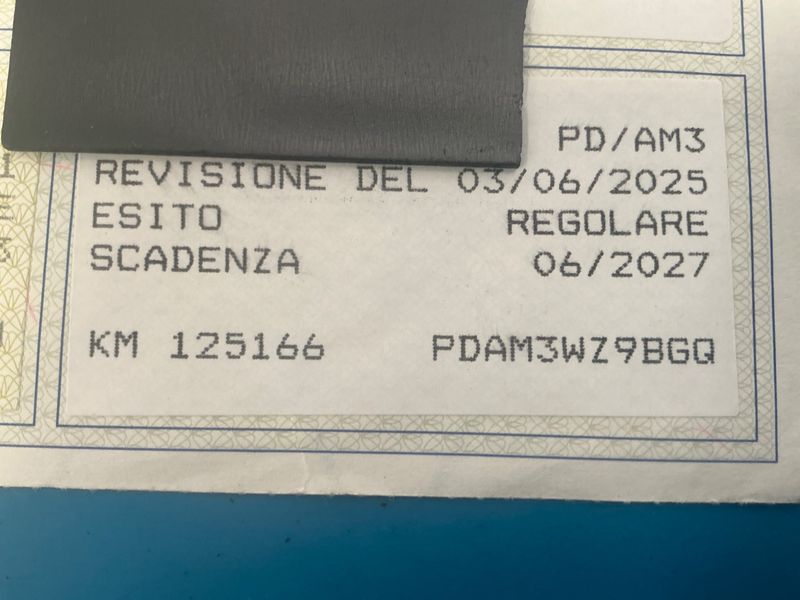 PD/AM3
REVISIONE DEL 03/06/2025
ESITO REGOLARE
SCADENZA 06/2027
KM 125166 PDAM3WZ9BGQ